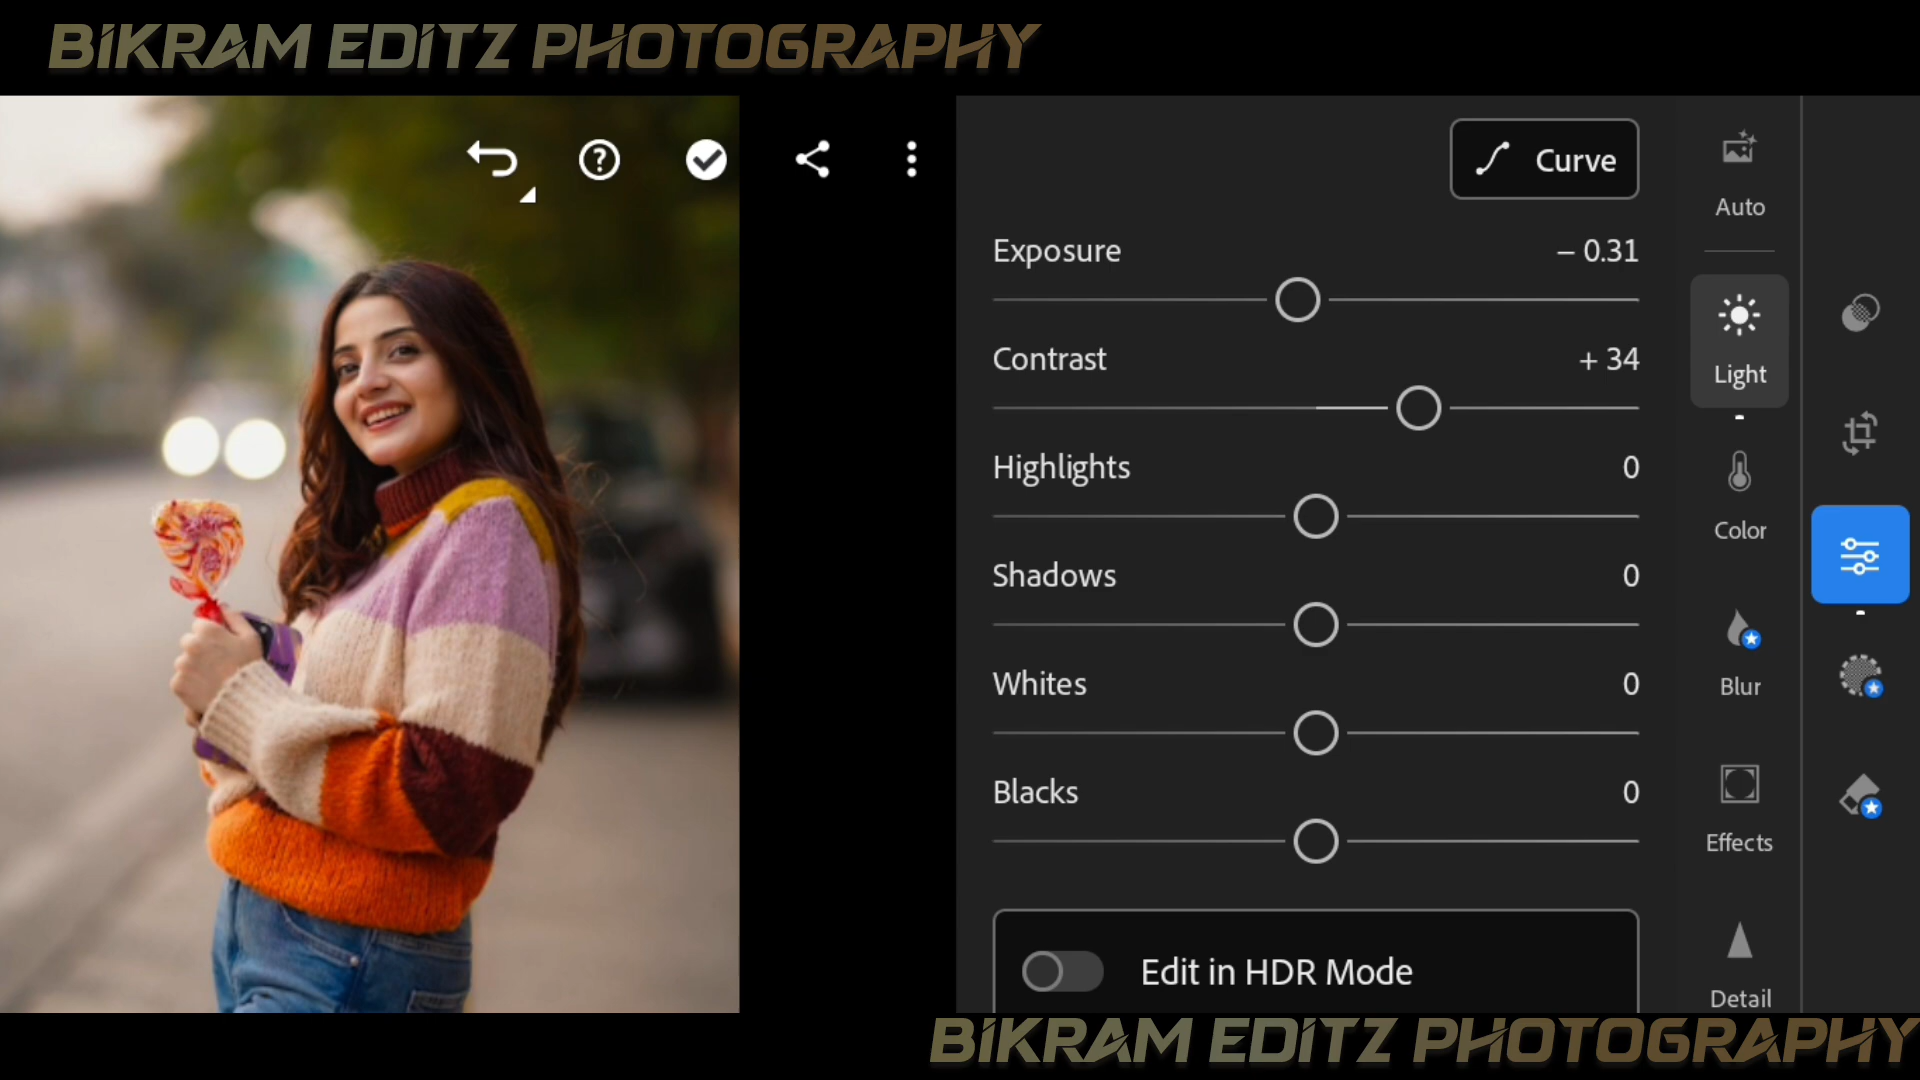 BiKRAM EDiTZ PHOTOGRAPHY
Curve
Auto
Exposure – 0.31
Light
Contrast + 34
Highlights 0
Color
Shadows 0
Whites 0
Blur
Blacks 0
Effects
Edit in HDR Mode
Detail
BiKRAM EDiTZ PHOTOGRAPHY